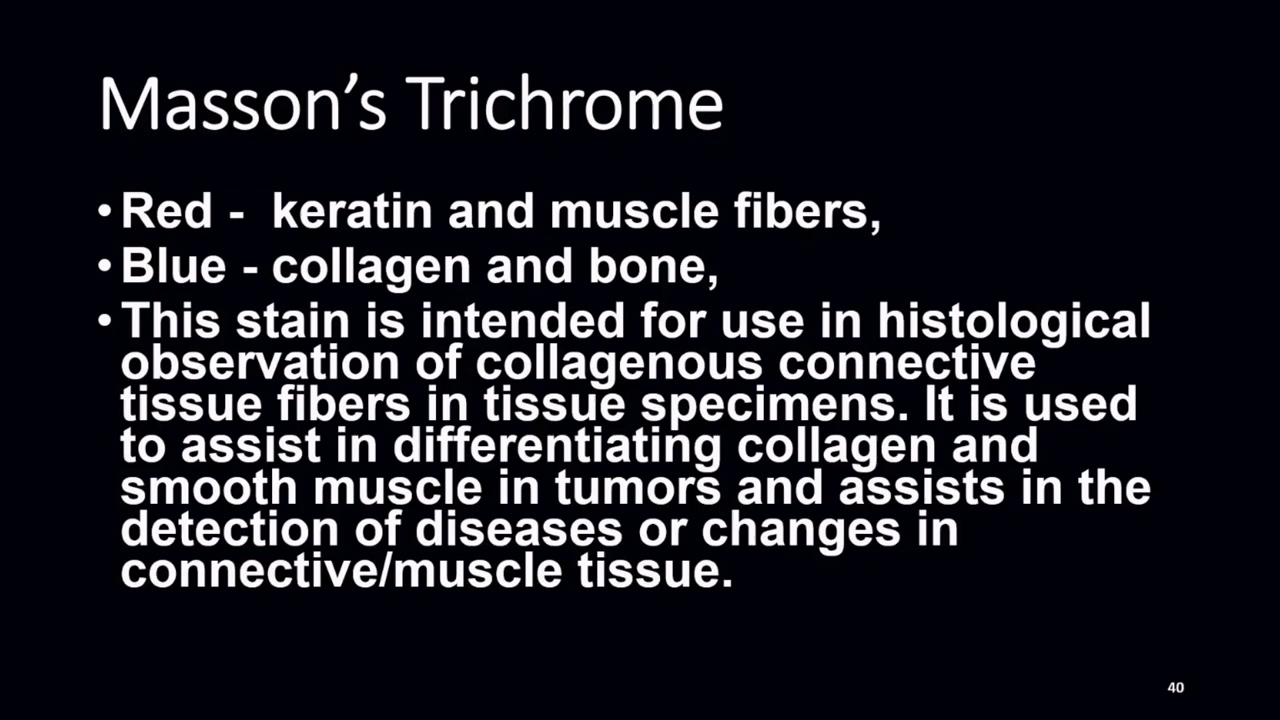 Masson’s Trichrome
• Red -  keratin and muscle fibers,
• Blue - collagen and bone,
• This stain is intended for use in histological
observation of collagenous connective
tissue fibers in tissue specimens. It is used
to assist in differentiating collagen and
smooth muscle in tumors and assists in the
detection of diseases or changes in
connective/muscle tissue.
40